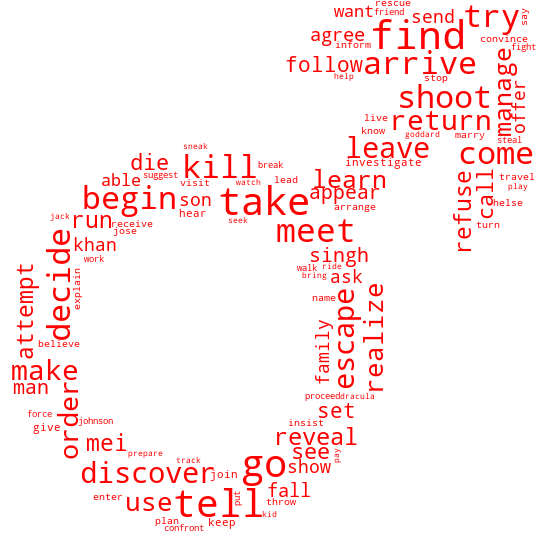 rescue
want friend send try say
find
agree convince
inform fight
follow arrive manage offer
help stop
shoot
return
live goddard
know marry steal
sneak leave come
die kill break investigate
able suggest visit watch lead learn travel
begin son take appear refuse call play
helse
jack run receive hear seek arrange turn
jose meet
khan
decide work singh
attempt explain walk ride ask
bring
name escape realize
believe family
make
man order proceed dracula
force set
give johnson insist
mei reveal
prepare see pay
track go show
discover join
enter use tell put fall
throw
plan keep kid
confront